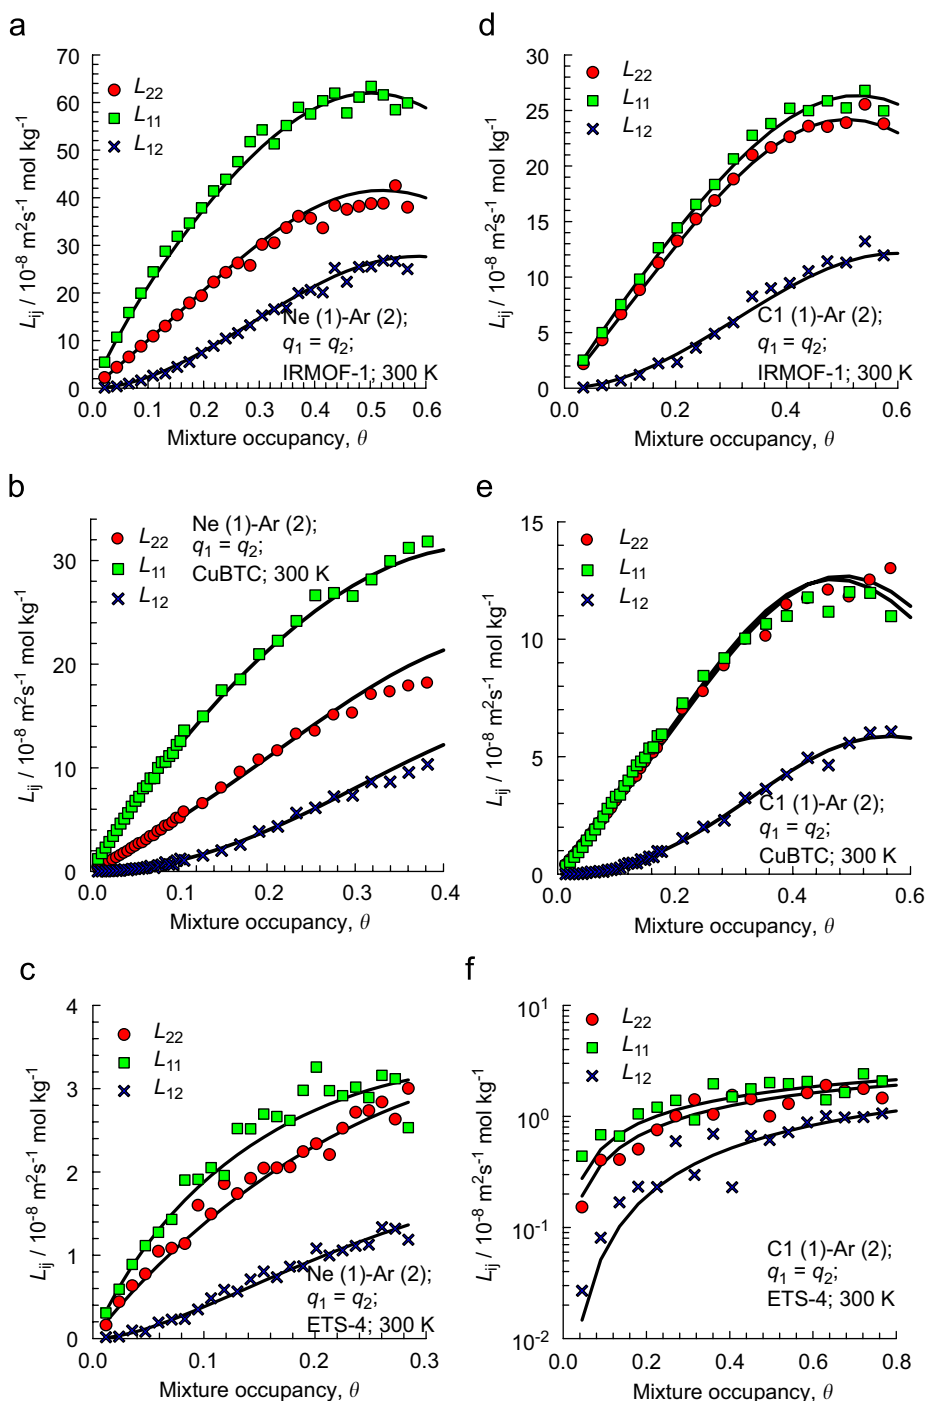 a
70
60
50
40
30
20
10
0
L22
L11
L12
Lij / 10-8 m2s-1 mol kg-1
Ne (1)-Ar (2);
q1 = q2;
IRMOF-1; 300 K
0.0 0.1 0.2 0.3 0.4 0.5 0.6
Mixture occupancy, θ
d
30
25
20
15
10
5
0
L22
L11
L12
Lij / 10-8 m2s-1 mol kg-1
C1 (1)-Ar (2);
q1 = q2;
IRMOF-1; 300 K
0.0 0.2 0.4 0.6
Mixture occupancy, θ
b
30
20
10
0
L22
L11
L12
Lij / 10-8 m2s-1 mol kg-1
Ne (1)-Ar (2);
q1 = q2;
CuBTC; 300 K
0.0 0.1 0.2 0.3 0.4
Mixture occupancy, θ
e
15
10
5
0
L22
L11
L12
Lij / 10-8 m2s-1 mol kg-1
C1 (1)-Ar (2);
q1 = q2;
CuBTC; 300 K
0.0 0.2 0.4 0.6
Mixture occupancy, θ
c
4
3
2
1
0
L22
L11
L12
Lij / 10-8 m2s-1 mol kg-1
Ne (1)-Ar (2);
q1 = q2;
ETS-4; 300 K
0.0 0.1 0.2 0.3
Mixture occupancy, θ
f
101
100
10-1
10-2
L22
L11
L12
Lij / 10-8 m2s-1 mol kg-1
C1 (1)-Ar (2);
q1 = q2;
ETS-4; 300 K
0.0 0.2 0.4 0.6 0.8
Mixture occupancy, θ